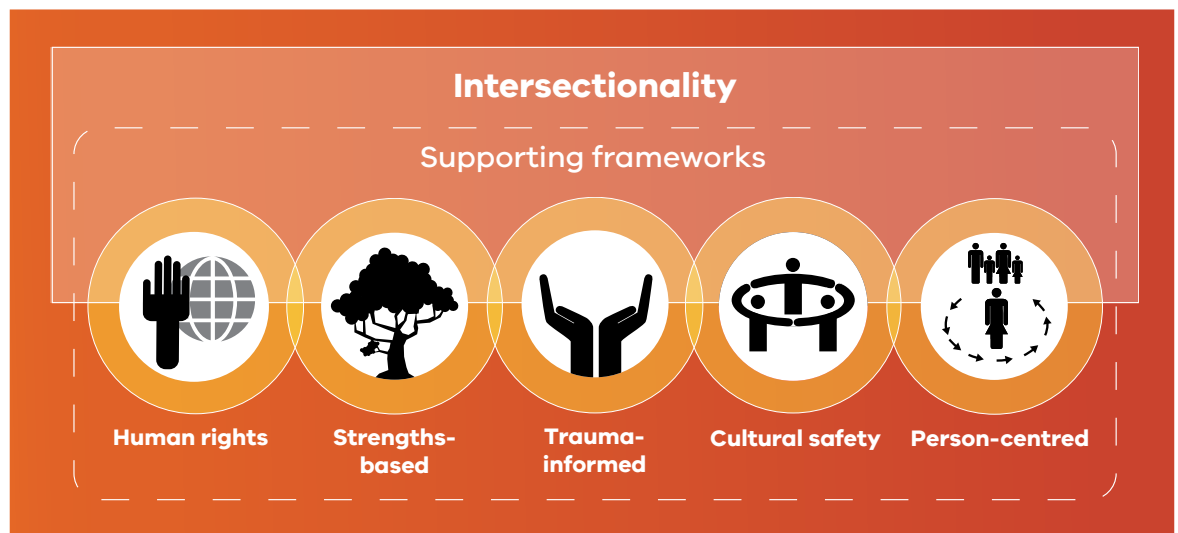 Intersectionality
Supporting frameworks
Human rights
Strengths-
based
Trauma-
informed
Cultural safety
Person-centred